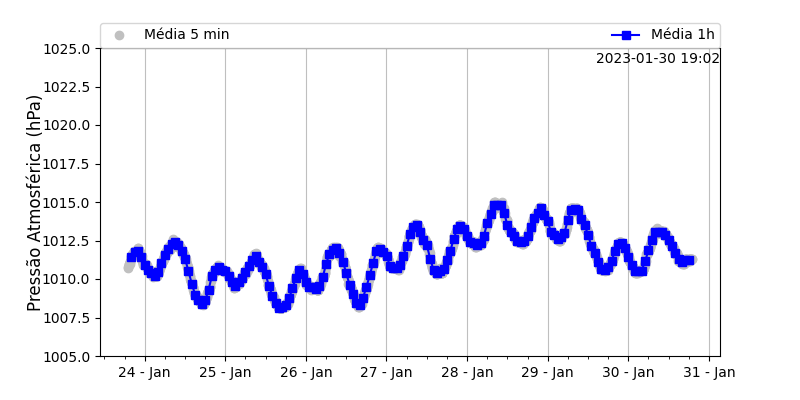 Média 5 min
Média 1h
2023-01-30 19:02
Pressão Atmosférica (hPa)
1025.0
1022.5
1020.0
1017.5
1015.0
1012.5
1010.0
1007.5
1005.0
24 - Jan
25 - Jan
26 - Jan
27 - Jan
28 - Jan
29 - Jan
30 - Jan
31 - Jan